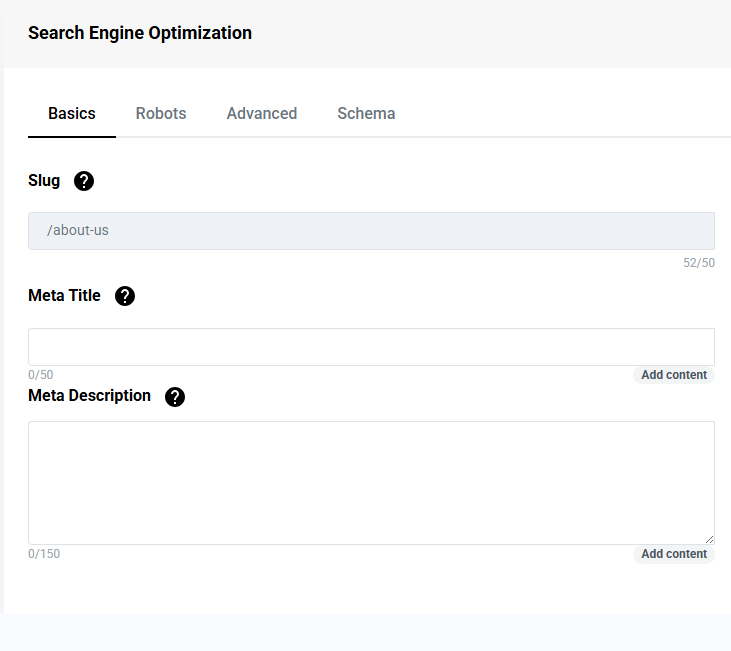 Search Engine Optimization
Basics Robots Advanced Schema
Slug ?
/about-us
52/50
Meta Title ?
0/50 Add content
Meta Description ?
0/150 Add content